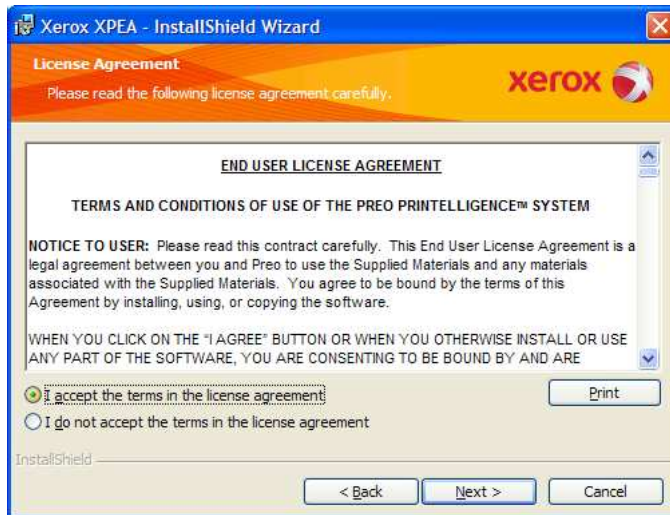 Xerox XPEA - InstallShield Wizard
License Agreement
Please read the following license agreement carefully.
xerox
END USER LICENSE AGREEMENT
TERMS AND CONDITIONS OF USE OF THE PREO PRINTELLIGENCE™ SYSTEM
NOTICE TO USER: Please read this contract carefully. This End User License Agreement is a
legal agreement between you and Preo to use the Supplied Materials and any materials
associated with the Supplied Materials. You agree to be bound by the terms of this
Agreement by installing, using, or copying the software.
WHEN YOU CLICK ON THE “I AGREE” BUTTON OR WHEN YOU OTHERWISE INSTALL OR USE
ANY PART OF THE SOFTWARE, YOU ARE CONSENTING TO BE BOUND BY AND ARE
I accept the terms in the license agreement
Print
I do not accept the terms in the license agreement
InstallShield
< Back
Next >
Cancel